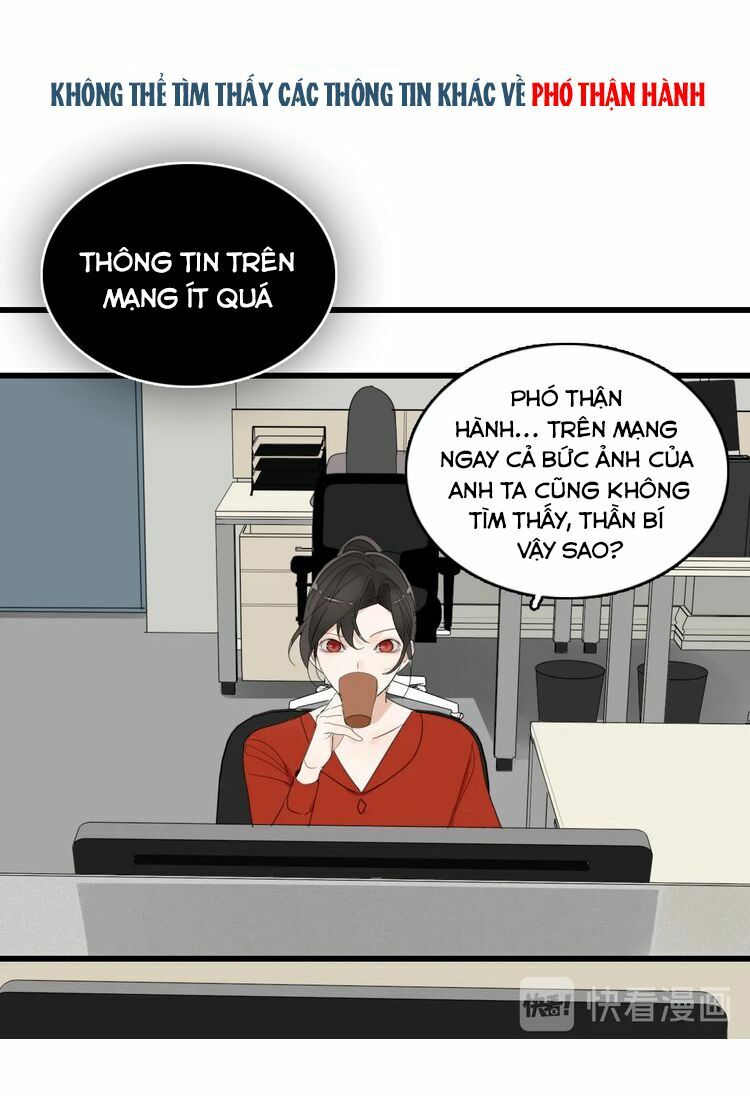 KHÔNG THỂ TÌM THẤY CÁC THÔNG TIN KHÁC VỀ PHÓ THẬN HÀNH
THÔNG TIN TRÊN
MẠNG ÍT QUÁ
PHÓ THẬN
HÀNH... TRÊN MẠNG
NGAY CẢ BỨC ẢNH CỦA
ANH TA CŨNG KHÔNG
TÌM THẤY, THẦN BÍ
VẬY SAO?
快看! 快看漫画